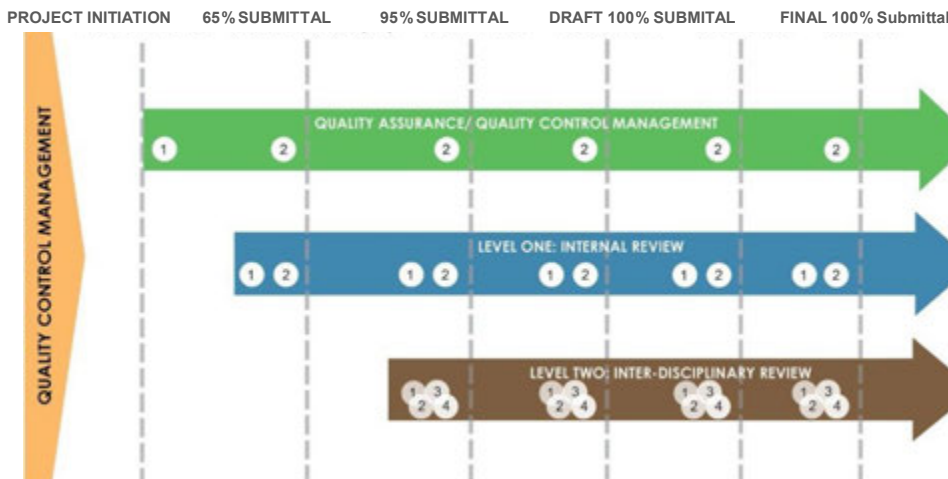 PROJECT INITIATION 65% SUBMITTAL 95% SUBMITTAL DRAFT 100% SUBMITAL FINAL 100% Submittal
QUALITY CONTROL MANAGEMENT
QUALITY ASSURANCE/ QUALITY CONTROL MANAGEMENT
1 2 2 2 2 2
LEVEL ONE: INTERNAL REVIEW
1 2 1 2 1 2 1 2 1 2
LEVEL TWO: INTER-DISCIPLINARY REVIEW
1 3 1 3 1 3 1 3
2 4 2 4 2 4 2 4